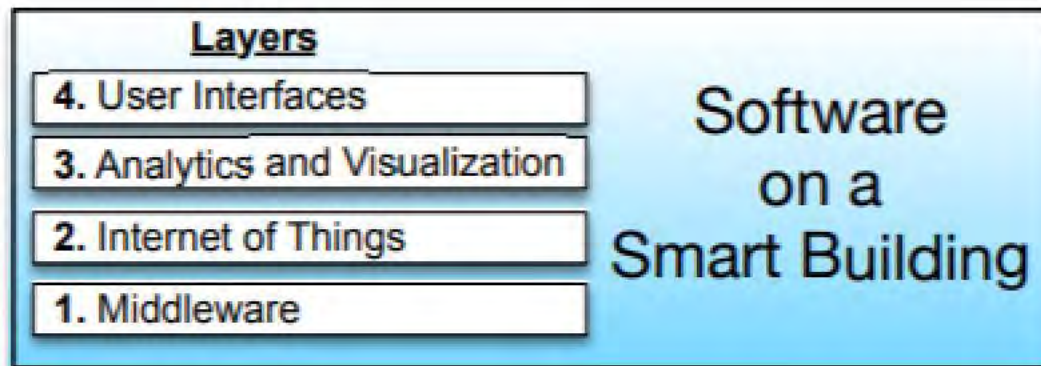 Layers
4. User Interfaces
3. Analytics and Visualization
2. Internet of Things
1. Middleware
Software
on a
Smart Building